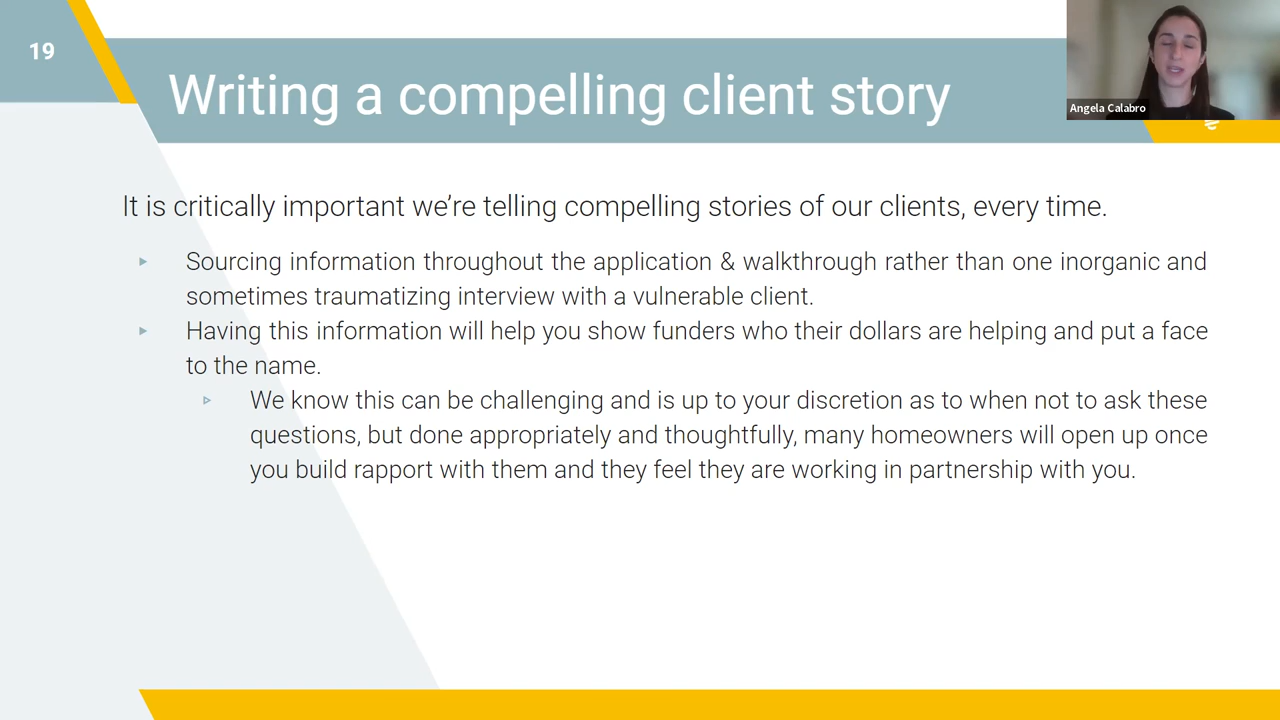 19
Writing a compelling client story
Angela Calabro
It is critically important we’re telling compelling stories of our clients, every time.
Sourcing information throughout the application & walkthrough rather than one inorganic and
sometimes traumatizing interview with a vulnerable client.
Having this information will help you show funders who their dollars are helping and put a face
to the name.
We know this can be challenging and is up to your discretion as to when not to ask these
questions, but done appropriately and thoughtfully, many homeowners will open up once
you build rapport with them and they feel they are working in partnership with you.